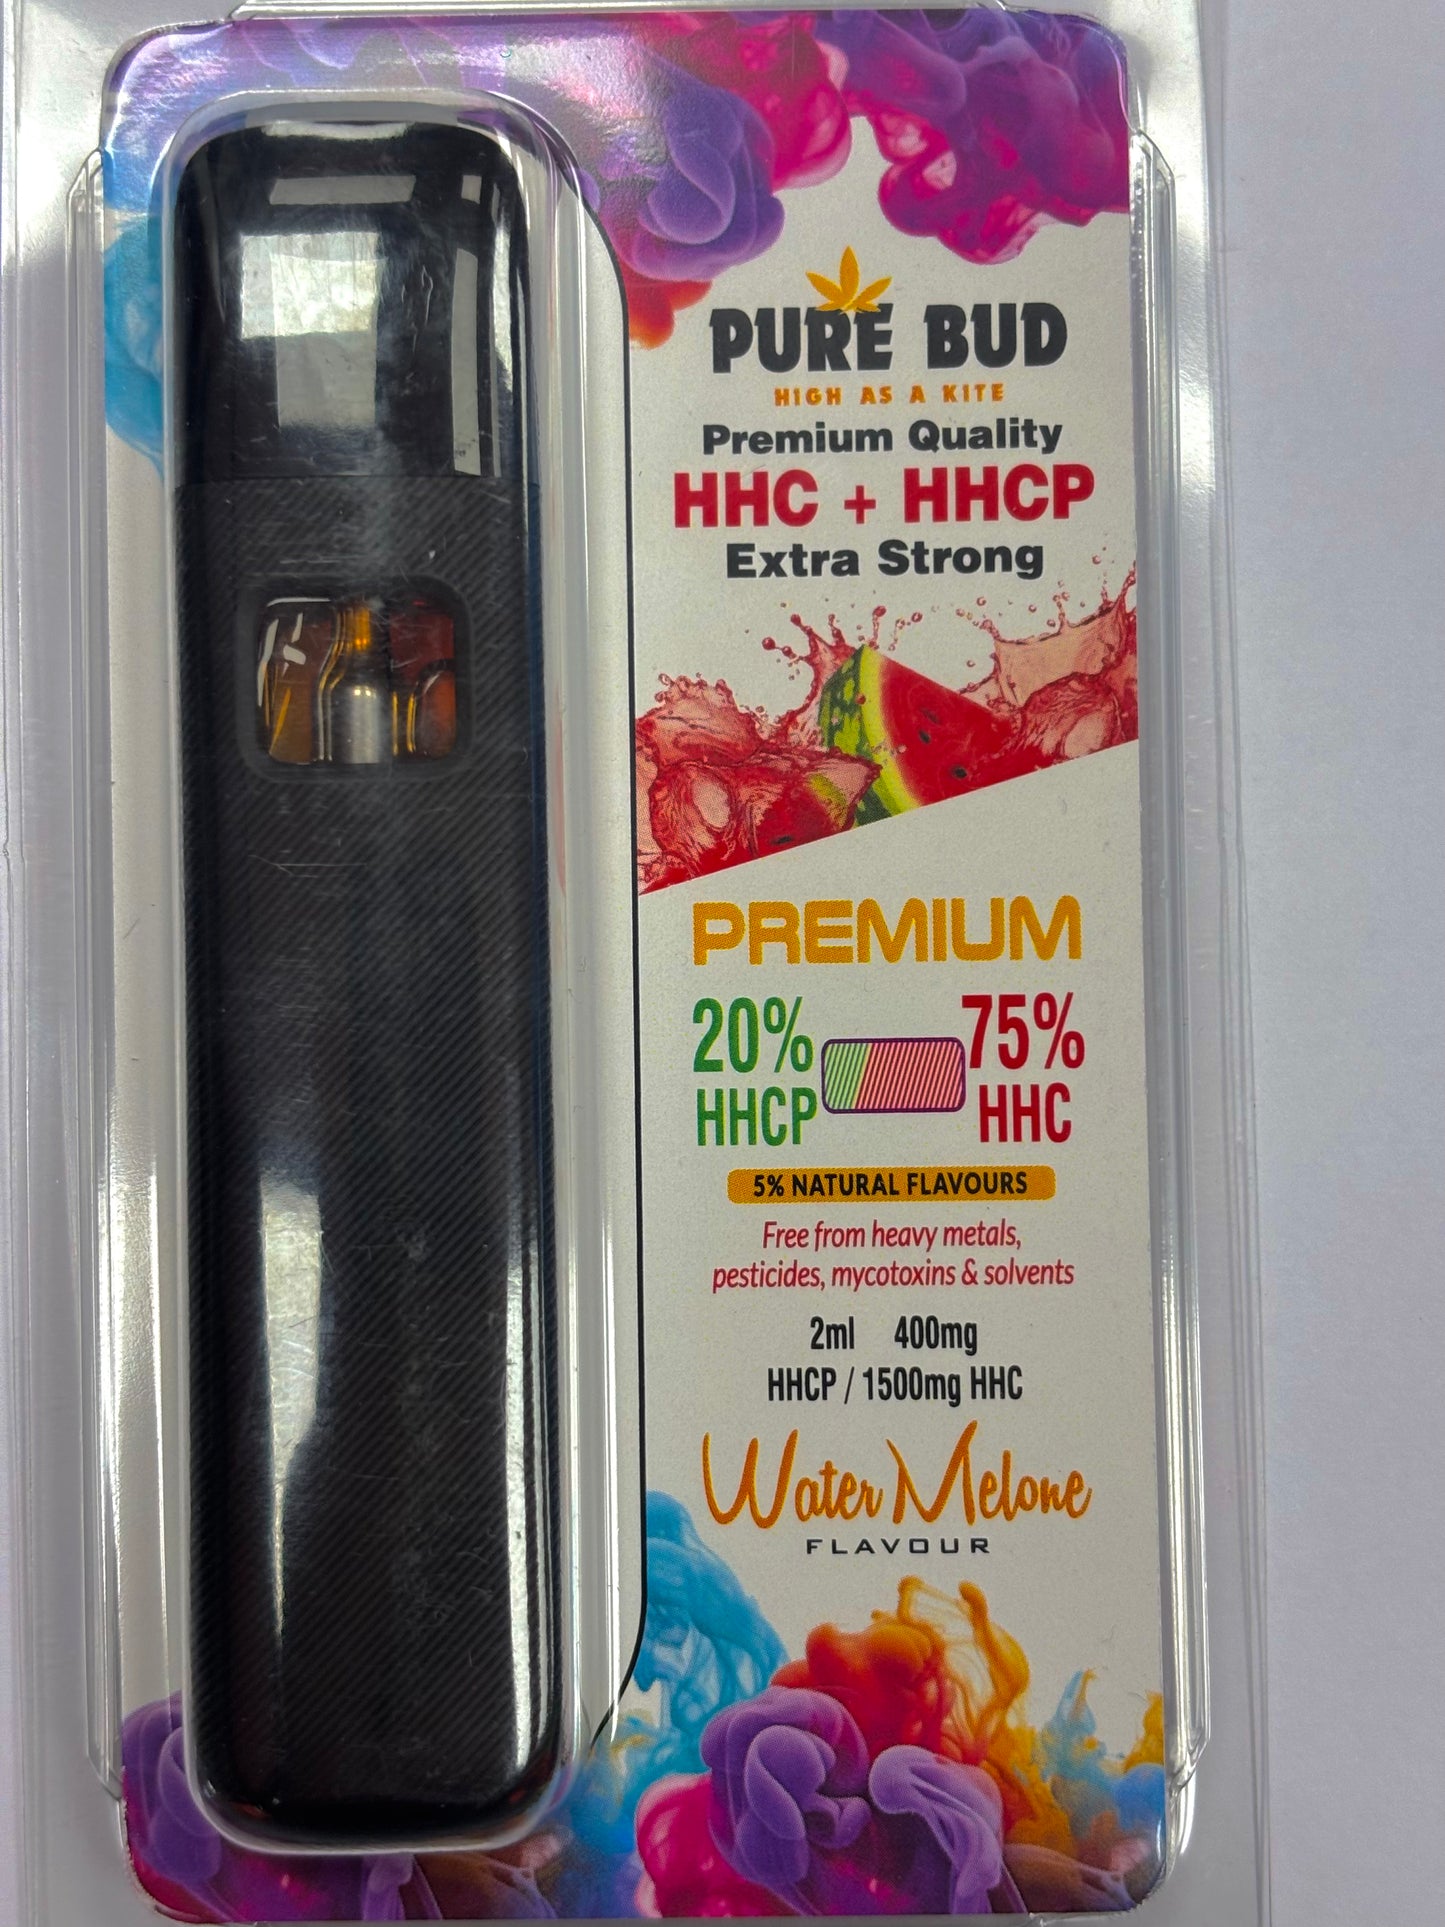 PURE BUD
HIGH AS A KITE
Premium Quality
HHC + HHCP
Extra Strong
PREMIUM
20% 75%
HHCP HHC
5% NATURAL FLAVOURS
Free from heavy metals,
pesticides, mycotoxins & solvents
2ml 400mg
HHCP / 1500mg HHC
Water Melone
FLAVOUR